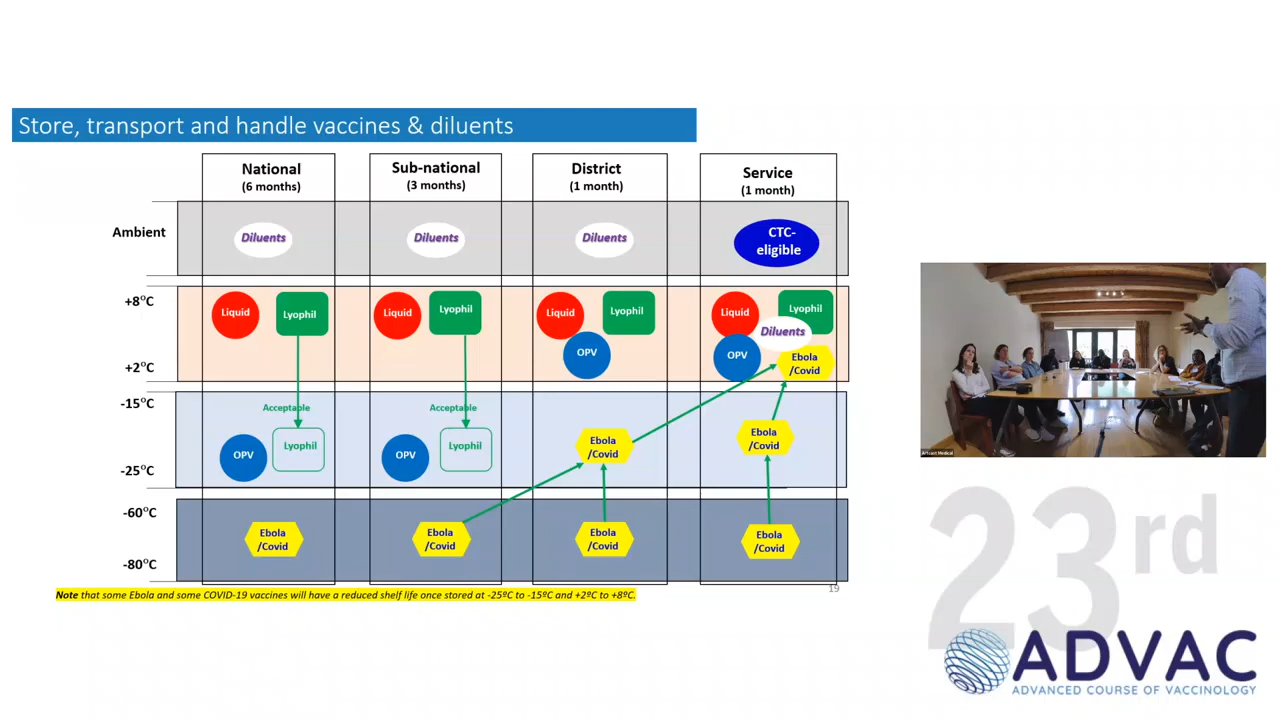 Store, transport and handle vaccines & diluents
National
(6 months)
Sub-national
(3 months)
District
(1 month)
Service
(1 month)
Ambient
Diluents
Diluents
Diluents
CTC-
eligible
+8°C
Liquid
Lyophil
Liquid
Lyophil
Liquid
Lyophil
Liquid
Lyophil
Diluents
OPV
OPV
Ebola
/Covid
+2°C
-15°C
Acceptable
Acceptable
OPV
Lyophil
OPV
Lyophil
Ebola
/Covid
Ebola
/Covid
-25°C
-60°C
Ebola
/Covid
Ebola
/Covid
Ebola
/Covid
Ebola
/Covid
-80°C
Note that some Ebola and some COVID-19 vaccines will have a reduced shelf life once stored at -25ºC to -15ºC and +2ºC to +8ºC.
19
Artcast Medical
23rd
ADVAC
ADVANCED COURSE OF VACCINOLOGY